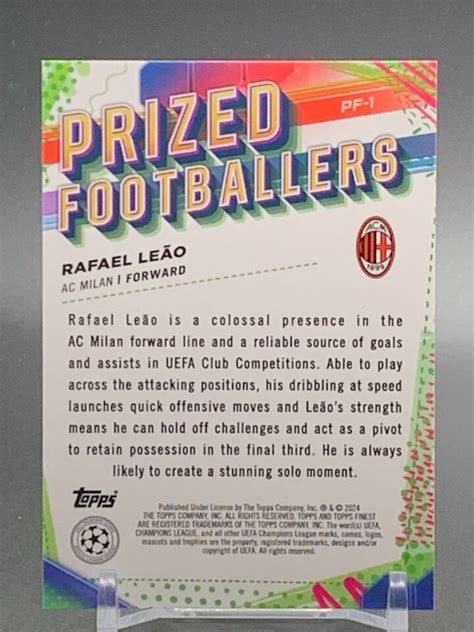 PF-1
PRIZED
FOOTBALLERS
RAFAEL LEÃO
AC MILAN | FORWARD
ACM
1899
Rafael Leão is a colossal presence in the
AC Milan forward line and a reliable source of goals
and assists in UEFA Club Competitions. Able to play
across the attacking positions, his dribbling at speed
launches quick offensive moves and Leão's strength
means he can hold off challenges and act as a pivot
to retain possession in the final third. He is always
likely to create a stunning solo moment.
Topps
Published Under License by The Topps Company, Inc. ® & © 2024
THE TOPPS COMPANY, INC. ALL RIGHTS RESERVED. TOPPS AND TOPPS FINEST
ARE REGISTERED TRADEMARKS OF THE TOPPS COMPANY, INC. The word(s) UEFA,
CHAMPIONS LEAGUE, and all other UEFA Champions League marks, names, logos,
mascots and trophies are the property, registered trademarks, designs and/or
copyright of UEFA. All rights reserved.